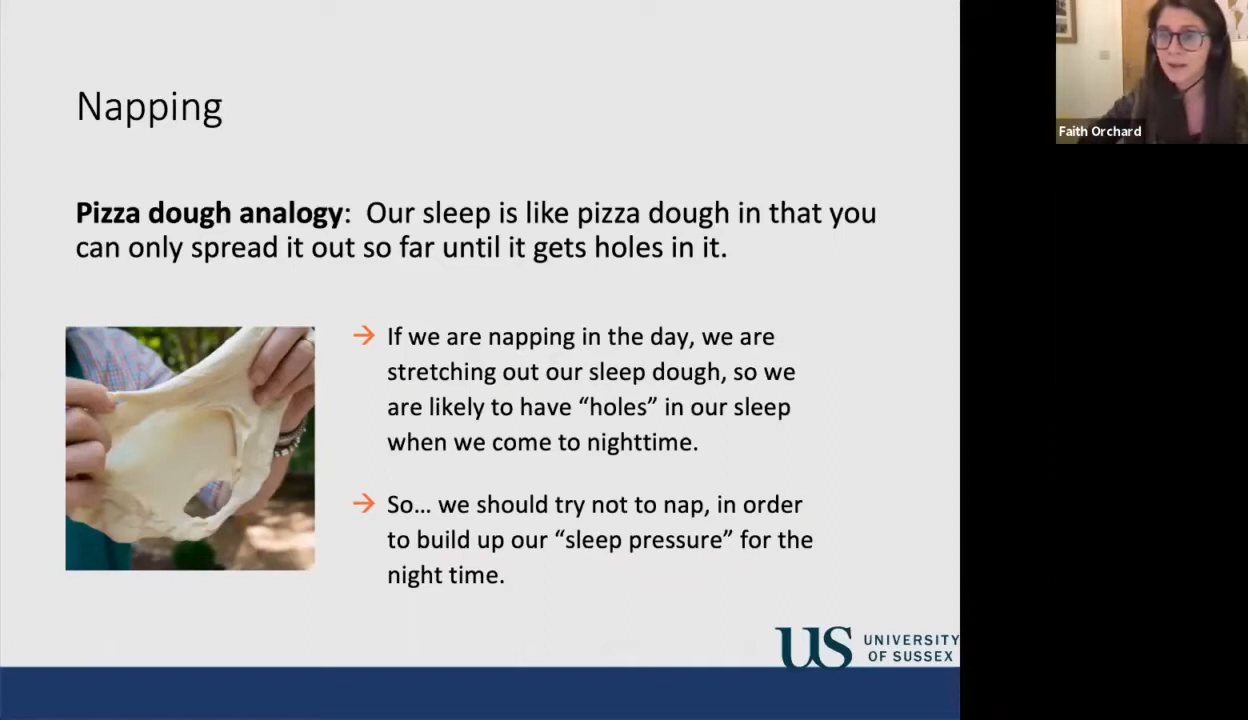 Napping
Pizza dough analogy:  Our sleep is like pizza dough in that you
can only spread it out so far until it gets holes in it.
→ If we are napping in the day, we are
stretching out our sleep dough, so we
are likely to have “holes” in our sleep
when we come to nighttime.
→ So… we should try not to nap, in order
to build up our “sleep pressure” for the
night time.
US UNIVERSITY
OF SUSSEX
Faith Orchard